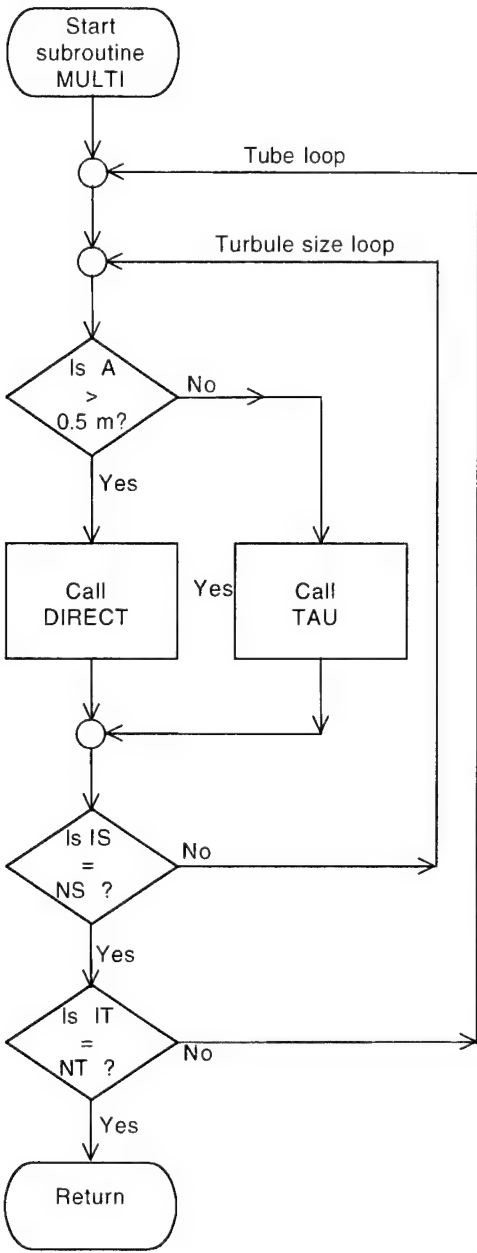 Start
subroutine
MULTI
Tube loop
Turbule size loop
Is A
>
0.5 m?
No
Yes
Call
DIRECT
Yes
Call
TAU
Is IS
=
NS ?
No
Yes
Is IT
=
NT ?
No
Yes
Return